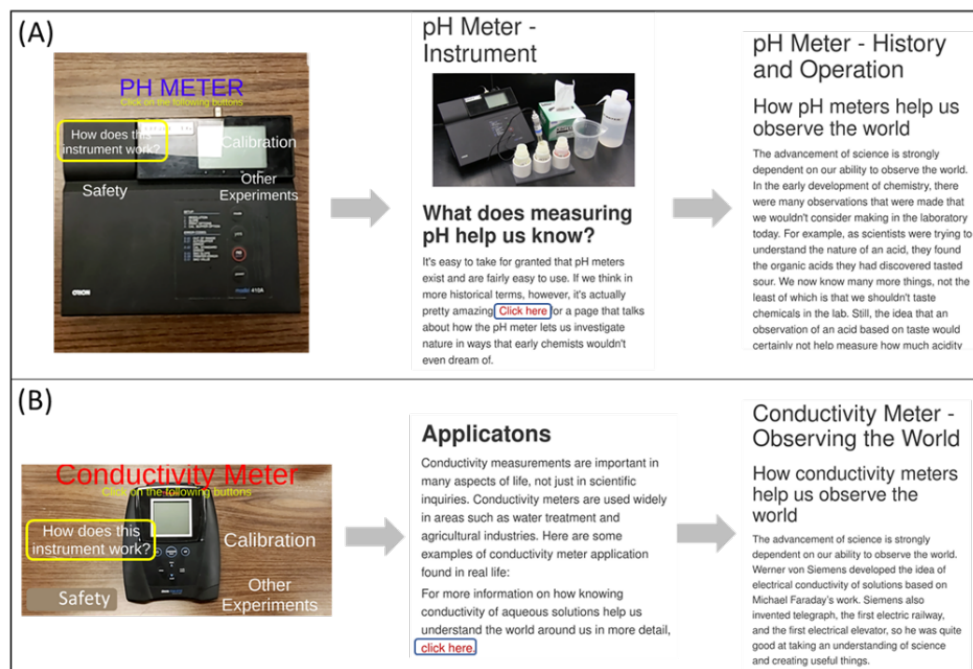 (A)
PH METER
Click on the following buttons
How does this
instrument work?
Calibration
Safety
Other
Experiments
ORION
model 410A
pH Meter -
Instrument
What does measuring
pH help us know?
It's easy to take for granted that pH meters
exist and are fairly easy to use. If we think in
more historical terms, however, it's actually
pretty amazing Click here for a page that talks
about how the pH meter lets us investigate
nature in ways that early chemists wouldn't
even dream of.
pH Meter - History
and Operation
How pH meters help us
observe the world
The advancement of science is strongly
dependent on our ability to observe the world.
In the early development of chemistry, there
were many observations that were made that
we wouldn't consider making in the laboratory
today. For example, as scientists were trying to
understand the nature of an acid, they found
the organic acids they had discovered tasted
sour. We now know many more things, not the
least of which is that we shouldn't taste
chemicals in the lab. Still, the idea that an
observation of an acid based on taste would
certainly not help measure how much acidity
(B)
Conductivity Meter
Click on the following buttons
How does this
instrument work?
Calibration
Safety
Other
Experiments
Applicatons
Conductivity measurements are important in
many aspects of life, not just in scientific
inquiries. Conductivity meters are used widely
in areas such as water treatment and
agricultural industries. Here are some
examples of conductivity meter application
found in real life:
For more information on how knowing
conductivity of aqueous solutions help us
understand the world around us in more detail,
click here.
Conductivity Meter -
Observing the World
How conductivity meters
help us observe the
world
The advancement of science is strongly
dependent on our ability to observe the world.
Werner von Siemens developed the idea of
electrical conductivity of solutions based on
Michael Faraday's work. Siemens also
invented telegraph, the first electric railway,
and the first electrical elevator, so he was quite
good at taking an understanding of science
and creating useful things.